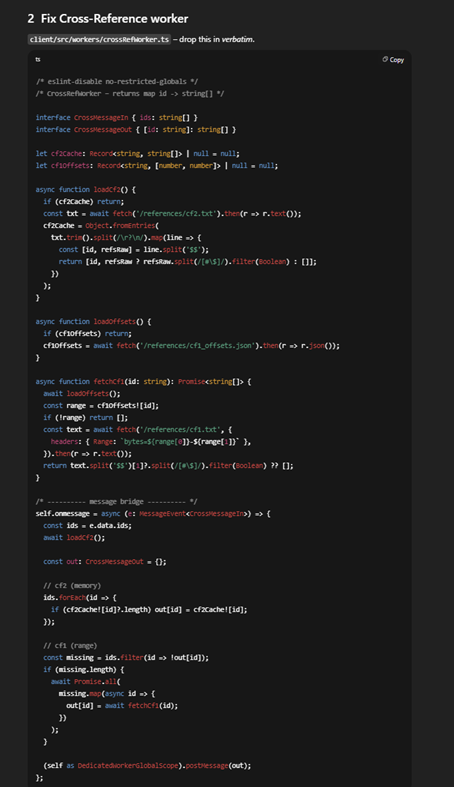 2 Fix Cross-Reference worker
client/src/workers/crossRefWorker.ts – drop this in verbatim.
ts
Copy
/* eslint-disable no-restricted-globals */
/* CrossRefWorker – returns map id -> string[] */
interface CrossMessageIn { ids: string[] }
interface CrossMessageOut { [id: string]: string[] }
let cf2Cache: Record<string, string[]> | null = null;
let cf1Offsets: Record<string, [number, number]> | null = null;
async function loadCf2() {
if (cf2Cache) return;
const txt = await fetch('/references/cf2.txt').then(r => r.text());
cf2Cache = Object.fromEntries(
txt.trim().split(/\r?\n/).map(line => {
const [id, refsRaw] = line.split('$$');
return [id, refsRaw ? refsRaw.split(/[#\$]/).filter(Boolean) : []];
})
);
}
async function loadOffsets() {
if (cf1Offsets) return;
cf1Offsets = await fetch('/references/cf1_offsets.json').then(r => r.json());
}
async function fetchCf1(id: string): Promise<string[]> {
await loadOffsets();
const range = cf1Offsets![id];
if (!range) return [];
const text = await fetch('/references/cf1.txt', {
headers: { Range: `bytes=${range[0]}-${range[1]}` },
}).then(r => r.text());
return text.split('$$')[1]?.split(/[#\$]/).filter(Boolean) ?? [];
}
/* ---------- message bridge ---------- */
self.onmessage = async (e: MessageEvent<CrossMessageIn>) => {
const ids = e.data.ids;
await loadCf2();
const out: CrossMessageOut = {};
// cf2 (memory)
ids.forEach(id => {
if (cf2Cache![id]?.length) out[id] = cf2Cache![id];
});
// cf1 (range)
const missing = ids.filter(id => !out[id]);
if (missing.length) {
await Promise.all(
missing.map(async id => {
out[id] = await fetchCf1(id);
})
);
}
(self as DedicatedWorkerGlobalScope).postMessage(out);
};